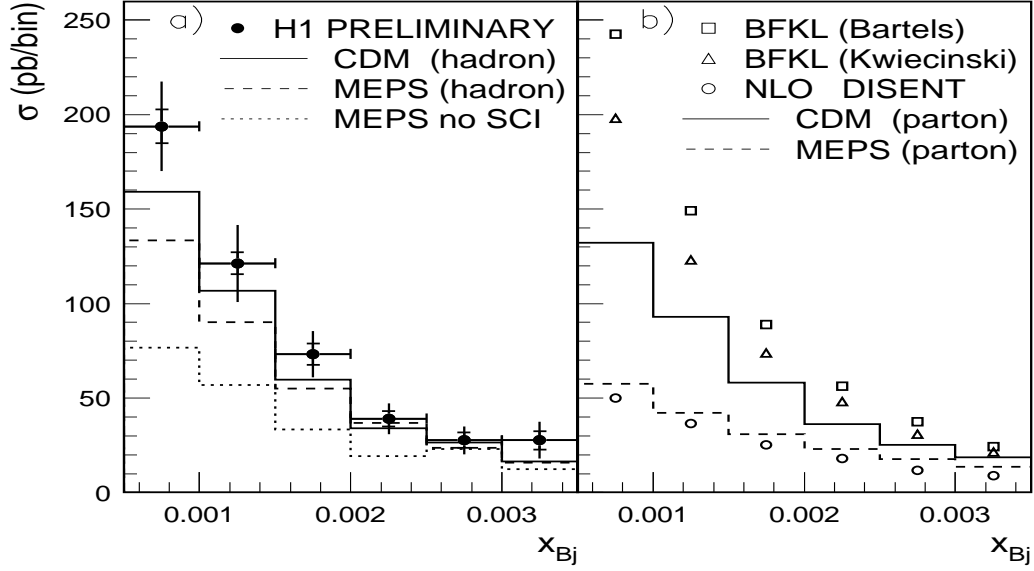 a)
H1 PRELIMINARY
CDM (hadron)
MEPS (hadron)
MEPS no SCI
b)
BFKL (Bartels)
BFKL (Kwiecinski)
NLO DISENT
CDM (parton)
MEPS (parton)
σ (pb/bin)
250
200
150
100
50
0
0.001 0.002 0.003
0.001 0.002 0.003
x_Bj
x_Bj